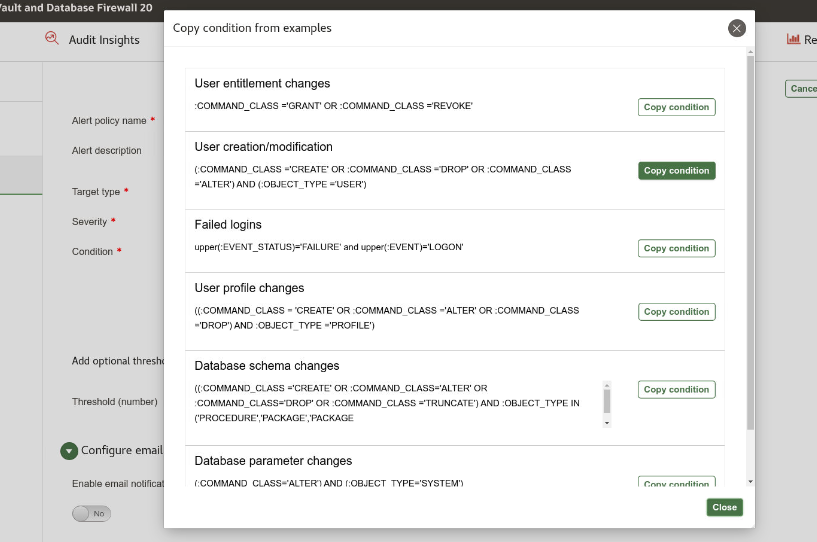 Vault and Database Firewall 20
Copy condition from examples
Audit Insights
Re
Cance
User entitlement changes
:COMMAND_CLASS ='GRANT' OR :COMMAND_CLASS ='REVOKE'
Copy condition
Alert policy name *
User creation/modification
Alert description
(:COMMAND_CLASS ='CREATE' OR :COMMAND_CLASS ='DROP' OR :COMMAND_CLASS
='ALTER') AND (:OBJECT_TYPE ='USER')
Copy condition
Target type *
Severity *
Failed logins
upper(:EVENT_STATUS)='FAILURE' and upper(:EVENT)='LOGON'
Copy condition
Condition *
User profile changes
((:COMMAND_CLASS = 'CREATE' OR :COMMAND_CLASS ='ALTER' OR :COMMAND_CLASS
='DROP') AND :OBJECT_TYPE ='PROFILE')
Copy condition
Add optional thresho
Database schema changes
((:COMMAND_CLASS ='CREATE' OR :COMMAND_CLASS='ALTER' OR
:COMMAND_CLASS='DROP' OR :COMMAND_CLASS ='TRUNCATE') AND :OBJECT_TYPE IN
('PROCEDURE','PACKAGE','PACKAGE
Copy condition
Threshold (number)
Configure email
Database parameter changes
(:COMMAND_CLASS='ALTER') AND (:OBJECT_TYPE='SYSTEM')
Copy condition
Enable email notificat
No
Close